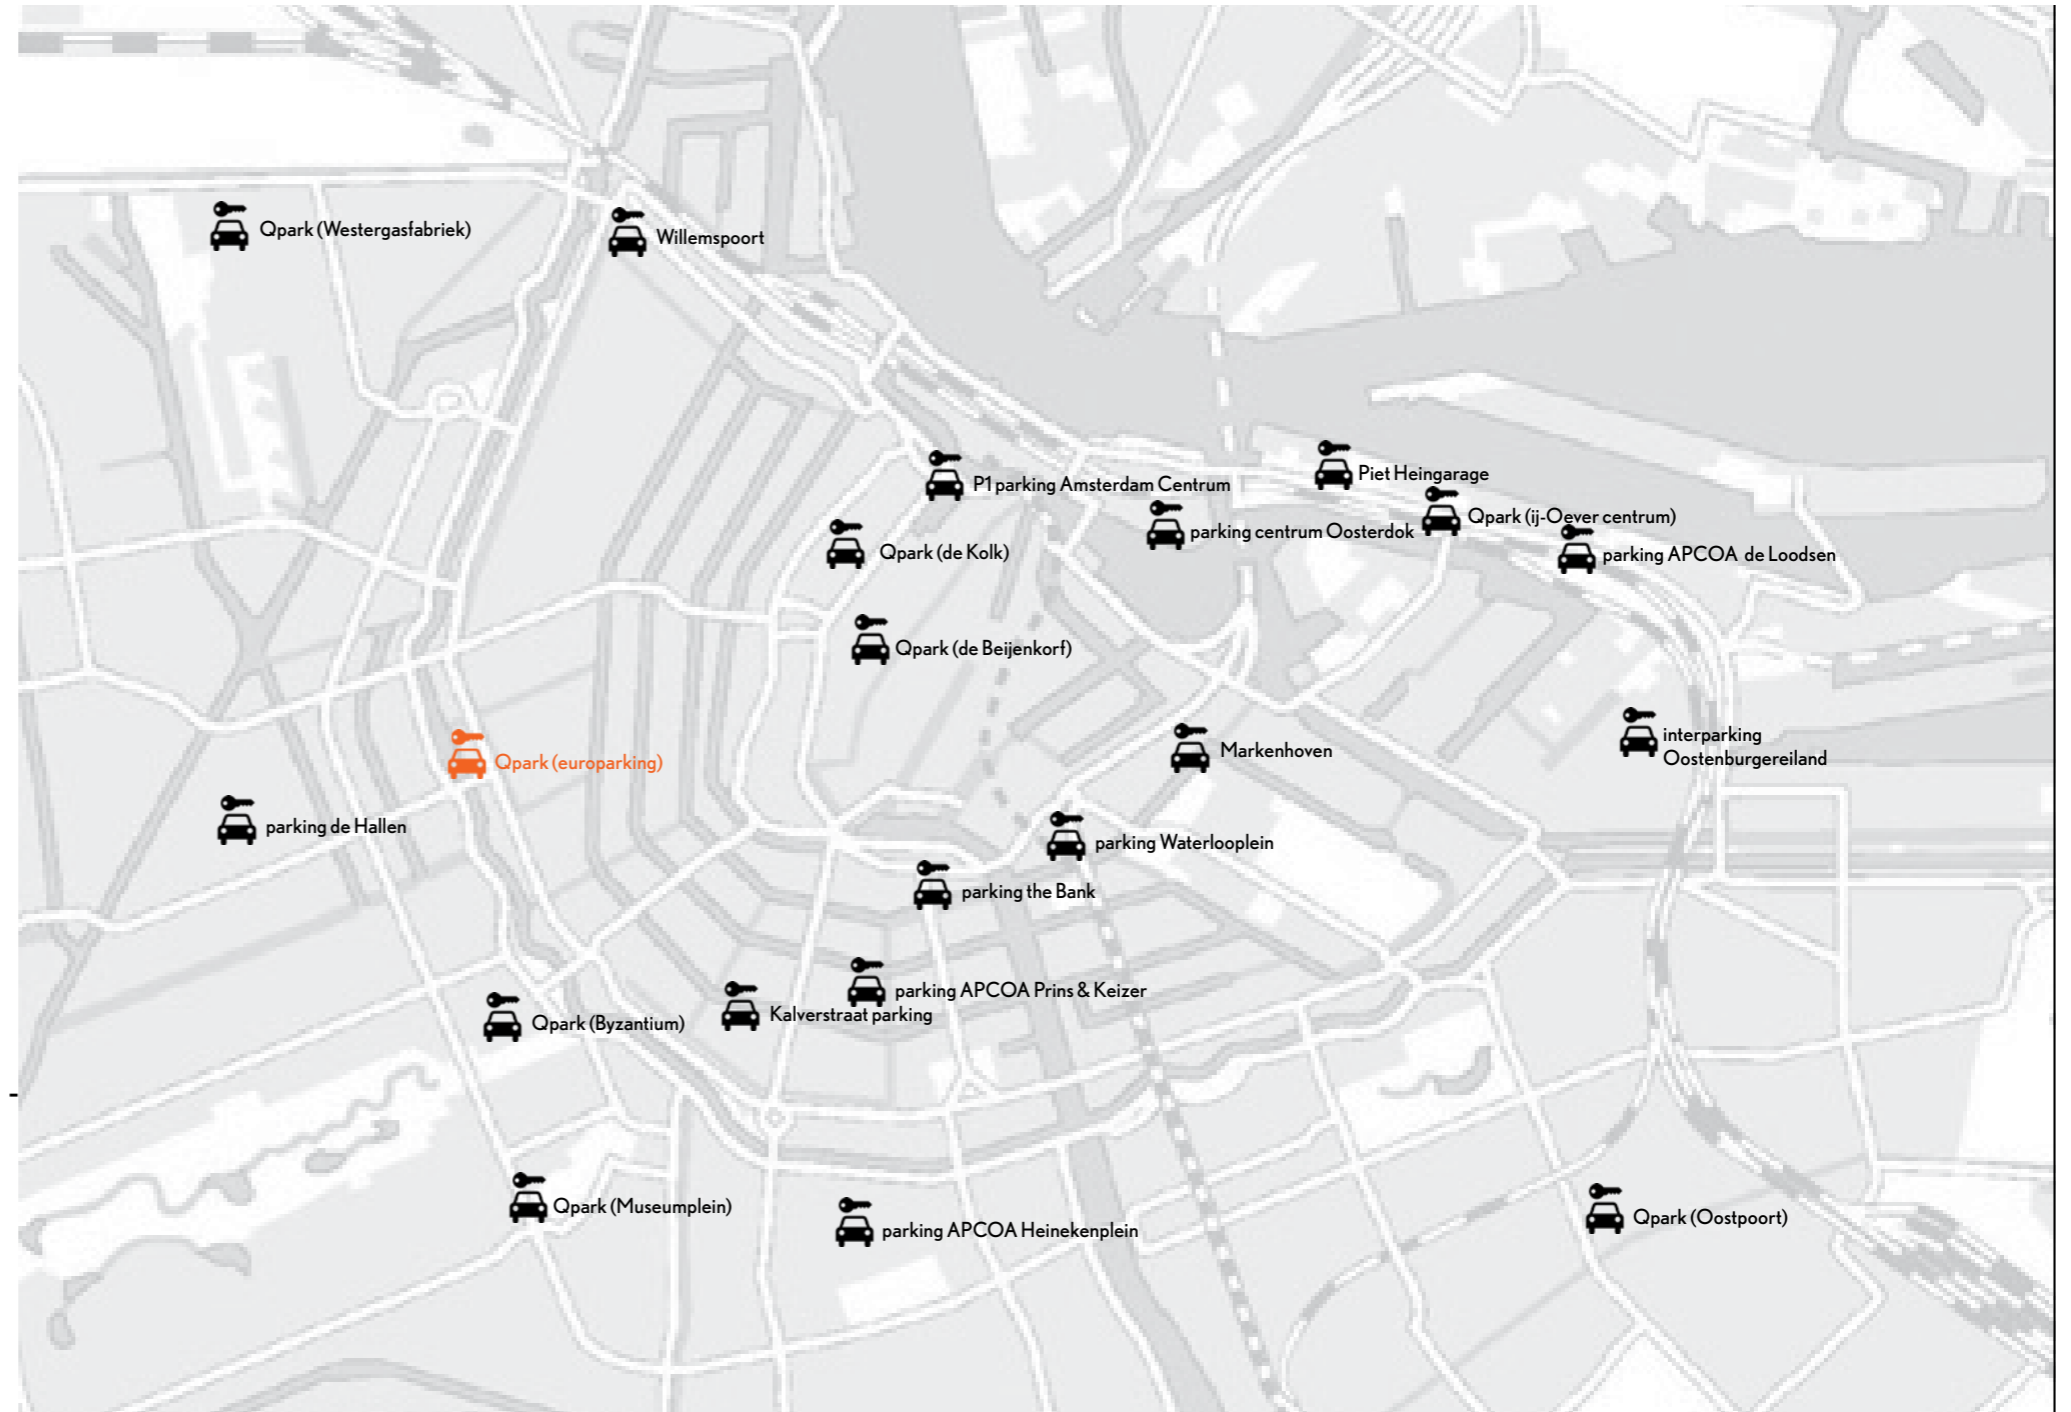 Qpark (Westergasfabriek)
Willemspoort
Piet Heingarage
P1 parking Amsterdam Centrum
Qpark (ij-Oever centrum)
parking centrum Oosterdok
Qpark (de Kolk)
parking APCOA de Loodsen
Qpark (de Beijenkorf)
interparking
Oostenburgereiland
Markenhoven
Qpark (europarking)
parking de Hallen
parking Waterlooplein
parking the Bank
parking APCOA Prins & Keizer
Kalverstraat parking
Qpark (Byzantium)
Qpark (Museumplein)
Qpark (Oostpoort)
parking APCOA Heinekenplein